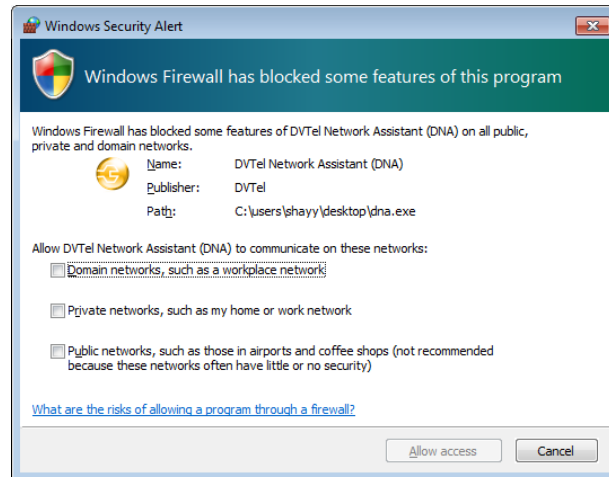 Windows Security Alert
Windows Firewall has blocked some features of this program
Windows Firewall has blocked some features of DVTel Network Assistant (DNA) on all public,
private and domain networks.
Name: DVTel Network Assistant (DNA)
Publisher: DVTel
Path: C:\users\shayy\desktop\dna.exe
Allow DVTel Network Assistant (DNA) to communicate on these networks:
Domain networks, such as a workplace network
Private networks, such as my home or work network
Public networks, such as those in airports and coffee shops (not recommended
because these networks often have little or no security)
What are the risks of allowing a program through a firewall?
Allow access Cancel